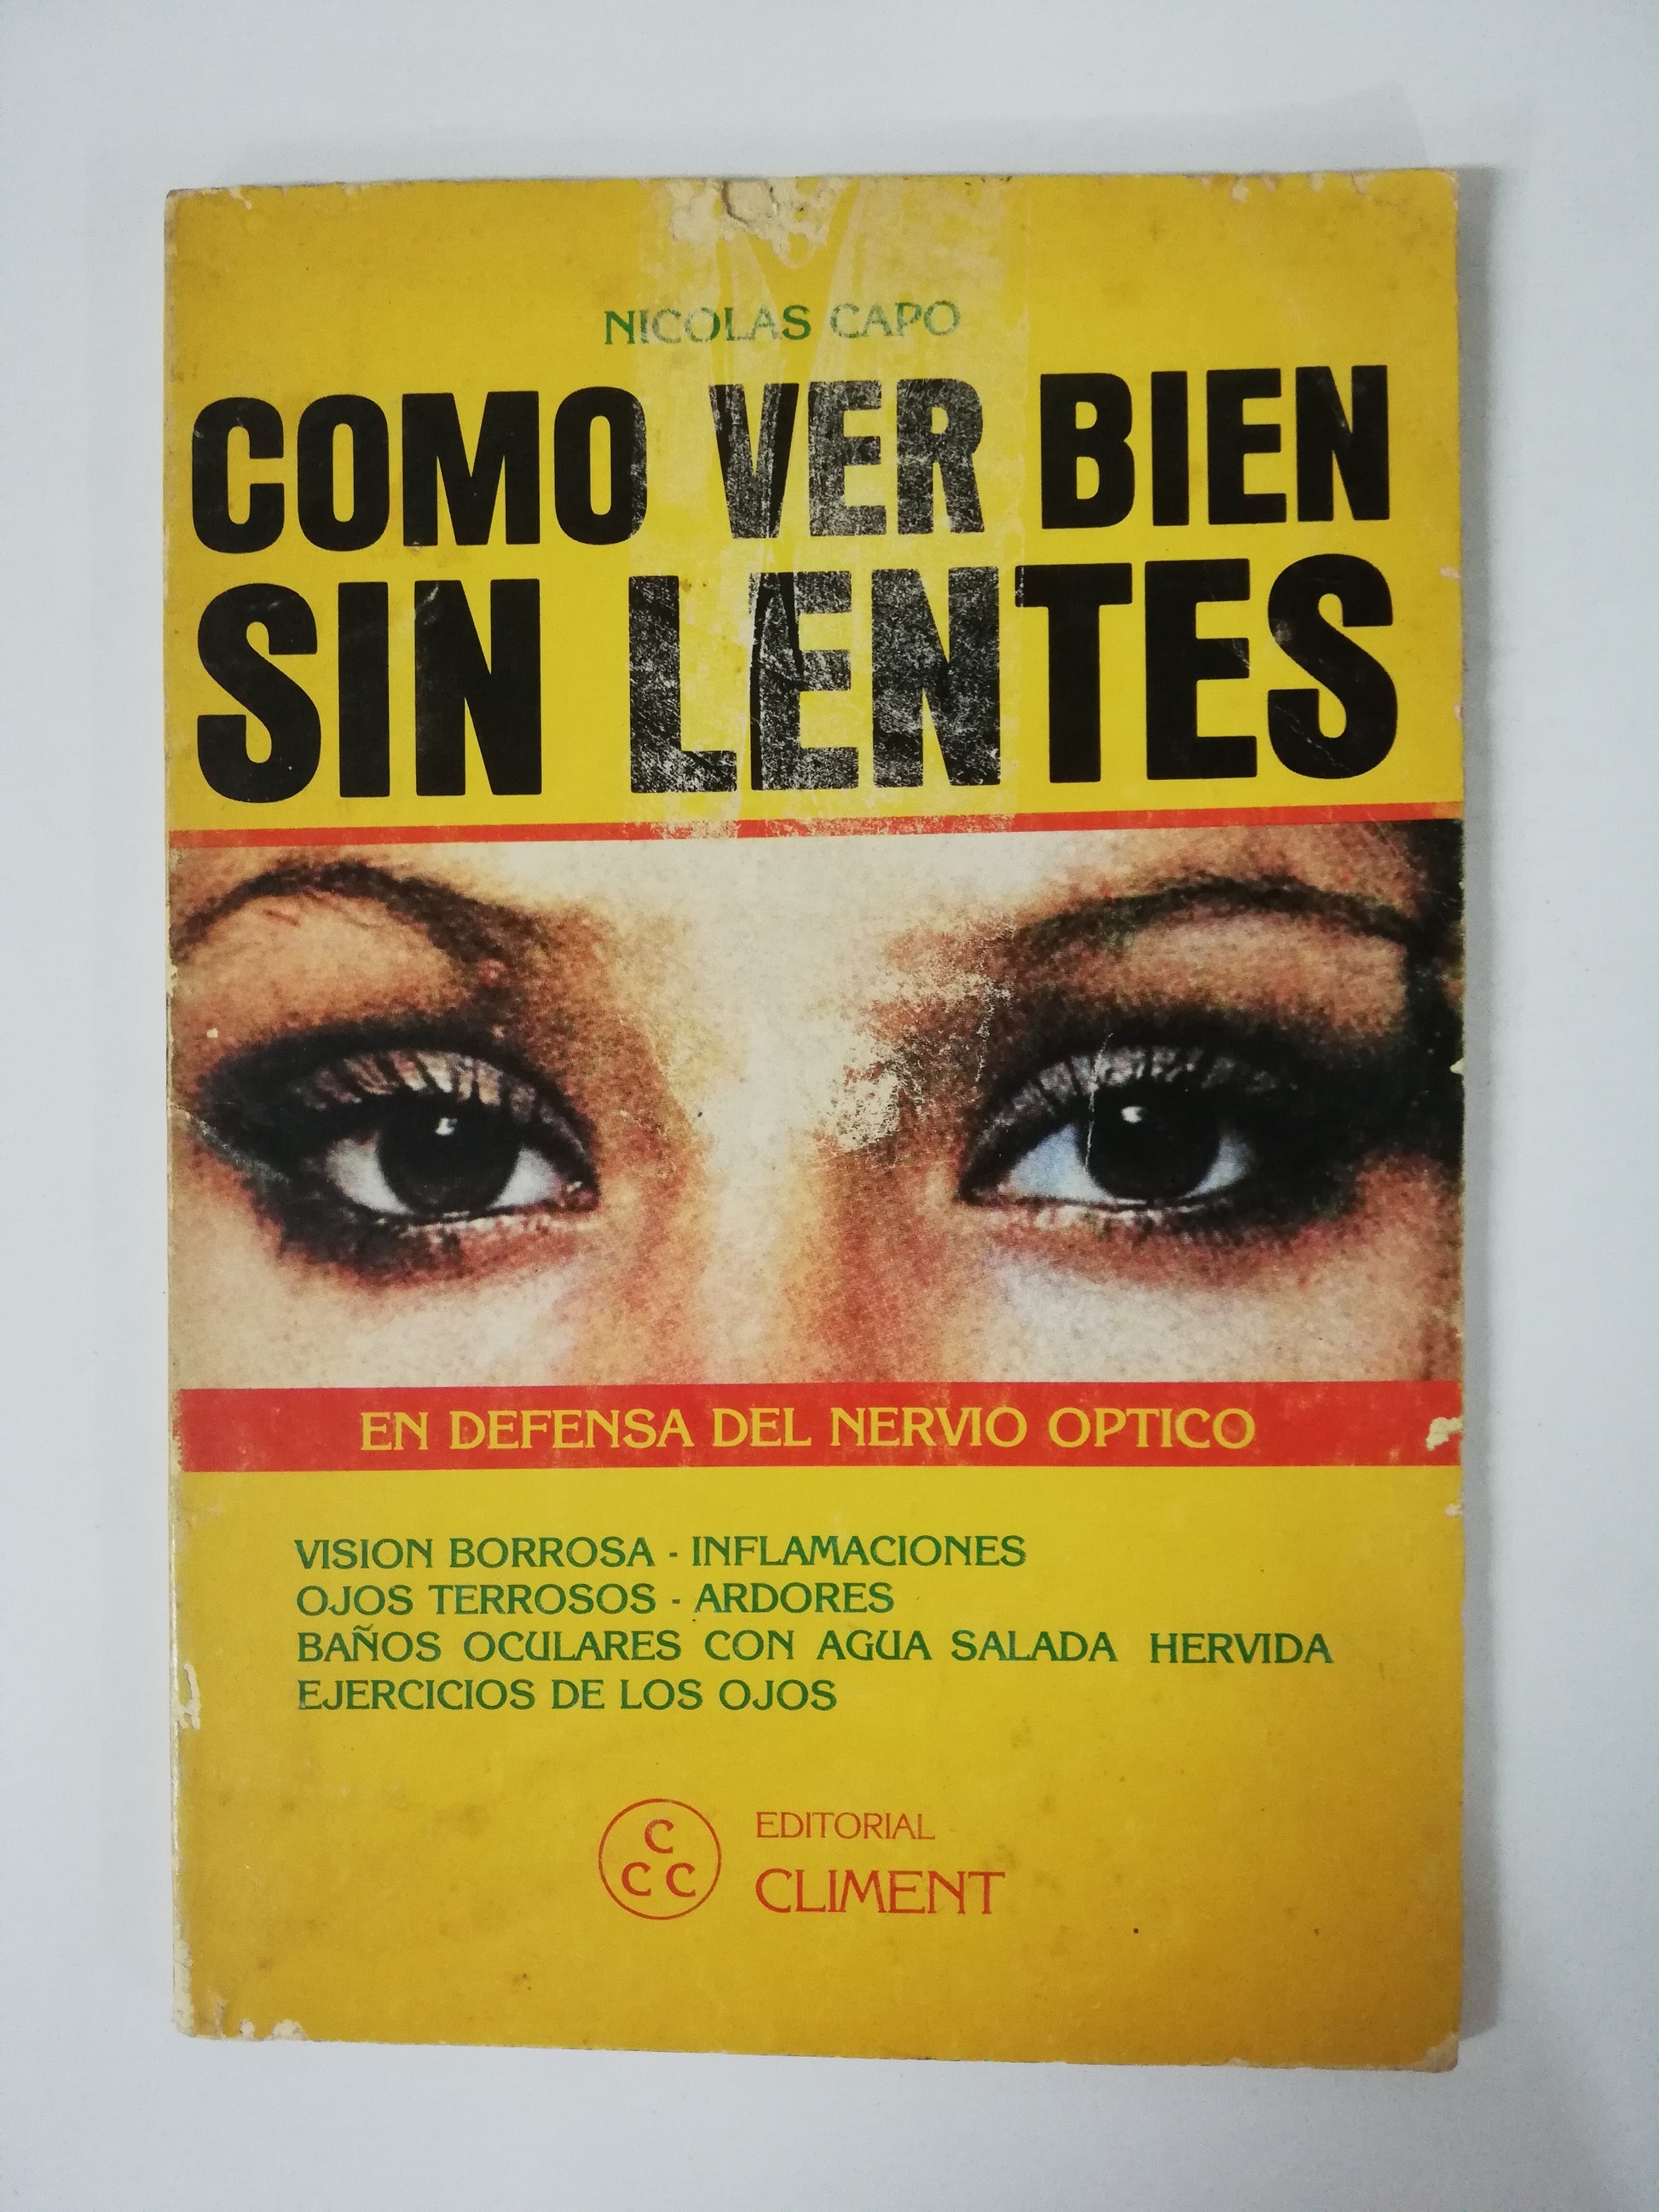 NICOLAS CAPO
COMO VER BIEN
SIN LENTES
EN DEFENSA DEL NERVIO OPTICO
VISION BORROSA - INFLAMACIONES
OJOS TERROSOS - ARDORES
BAÑOS OCULARES CON AGUA SALADA HERVIDA
EJERCICIOS DE LOS OJOS
C
C C
EDITORIAL
CLIMENT